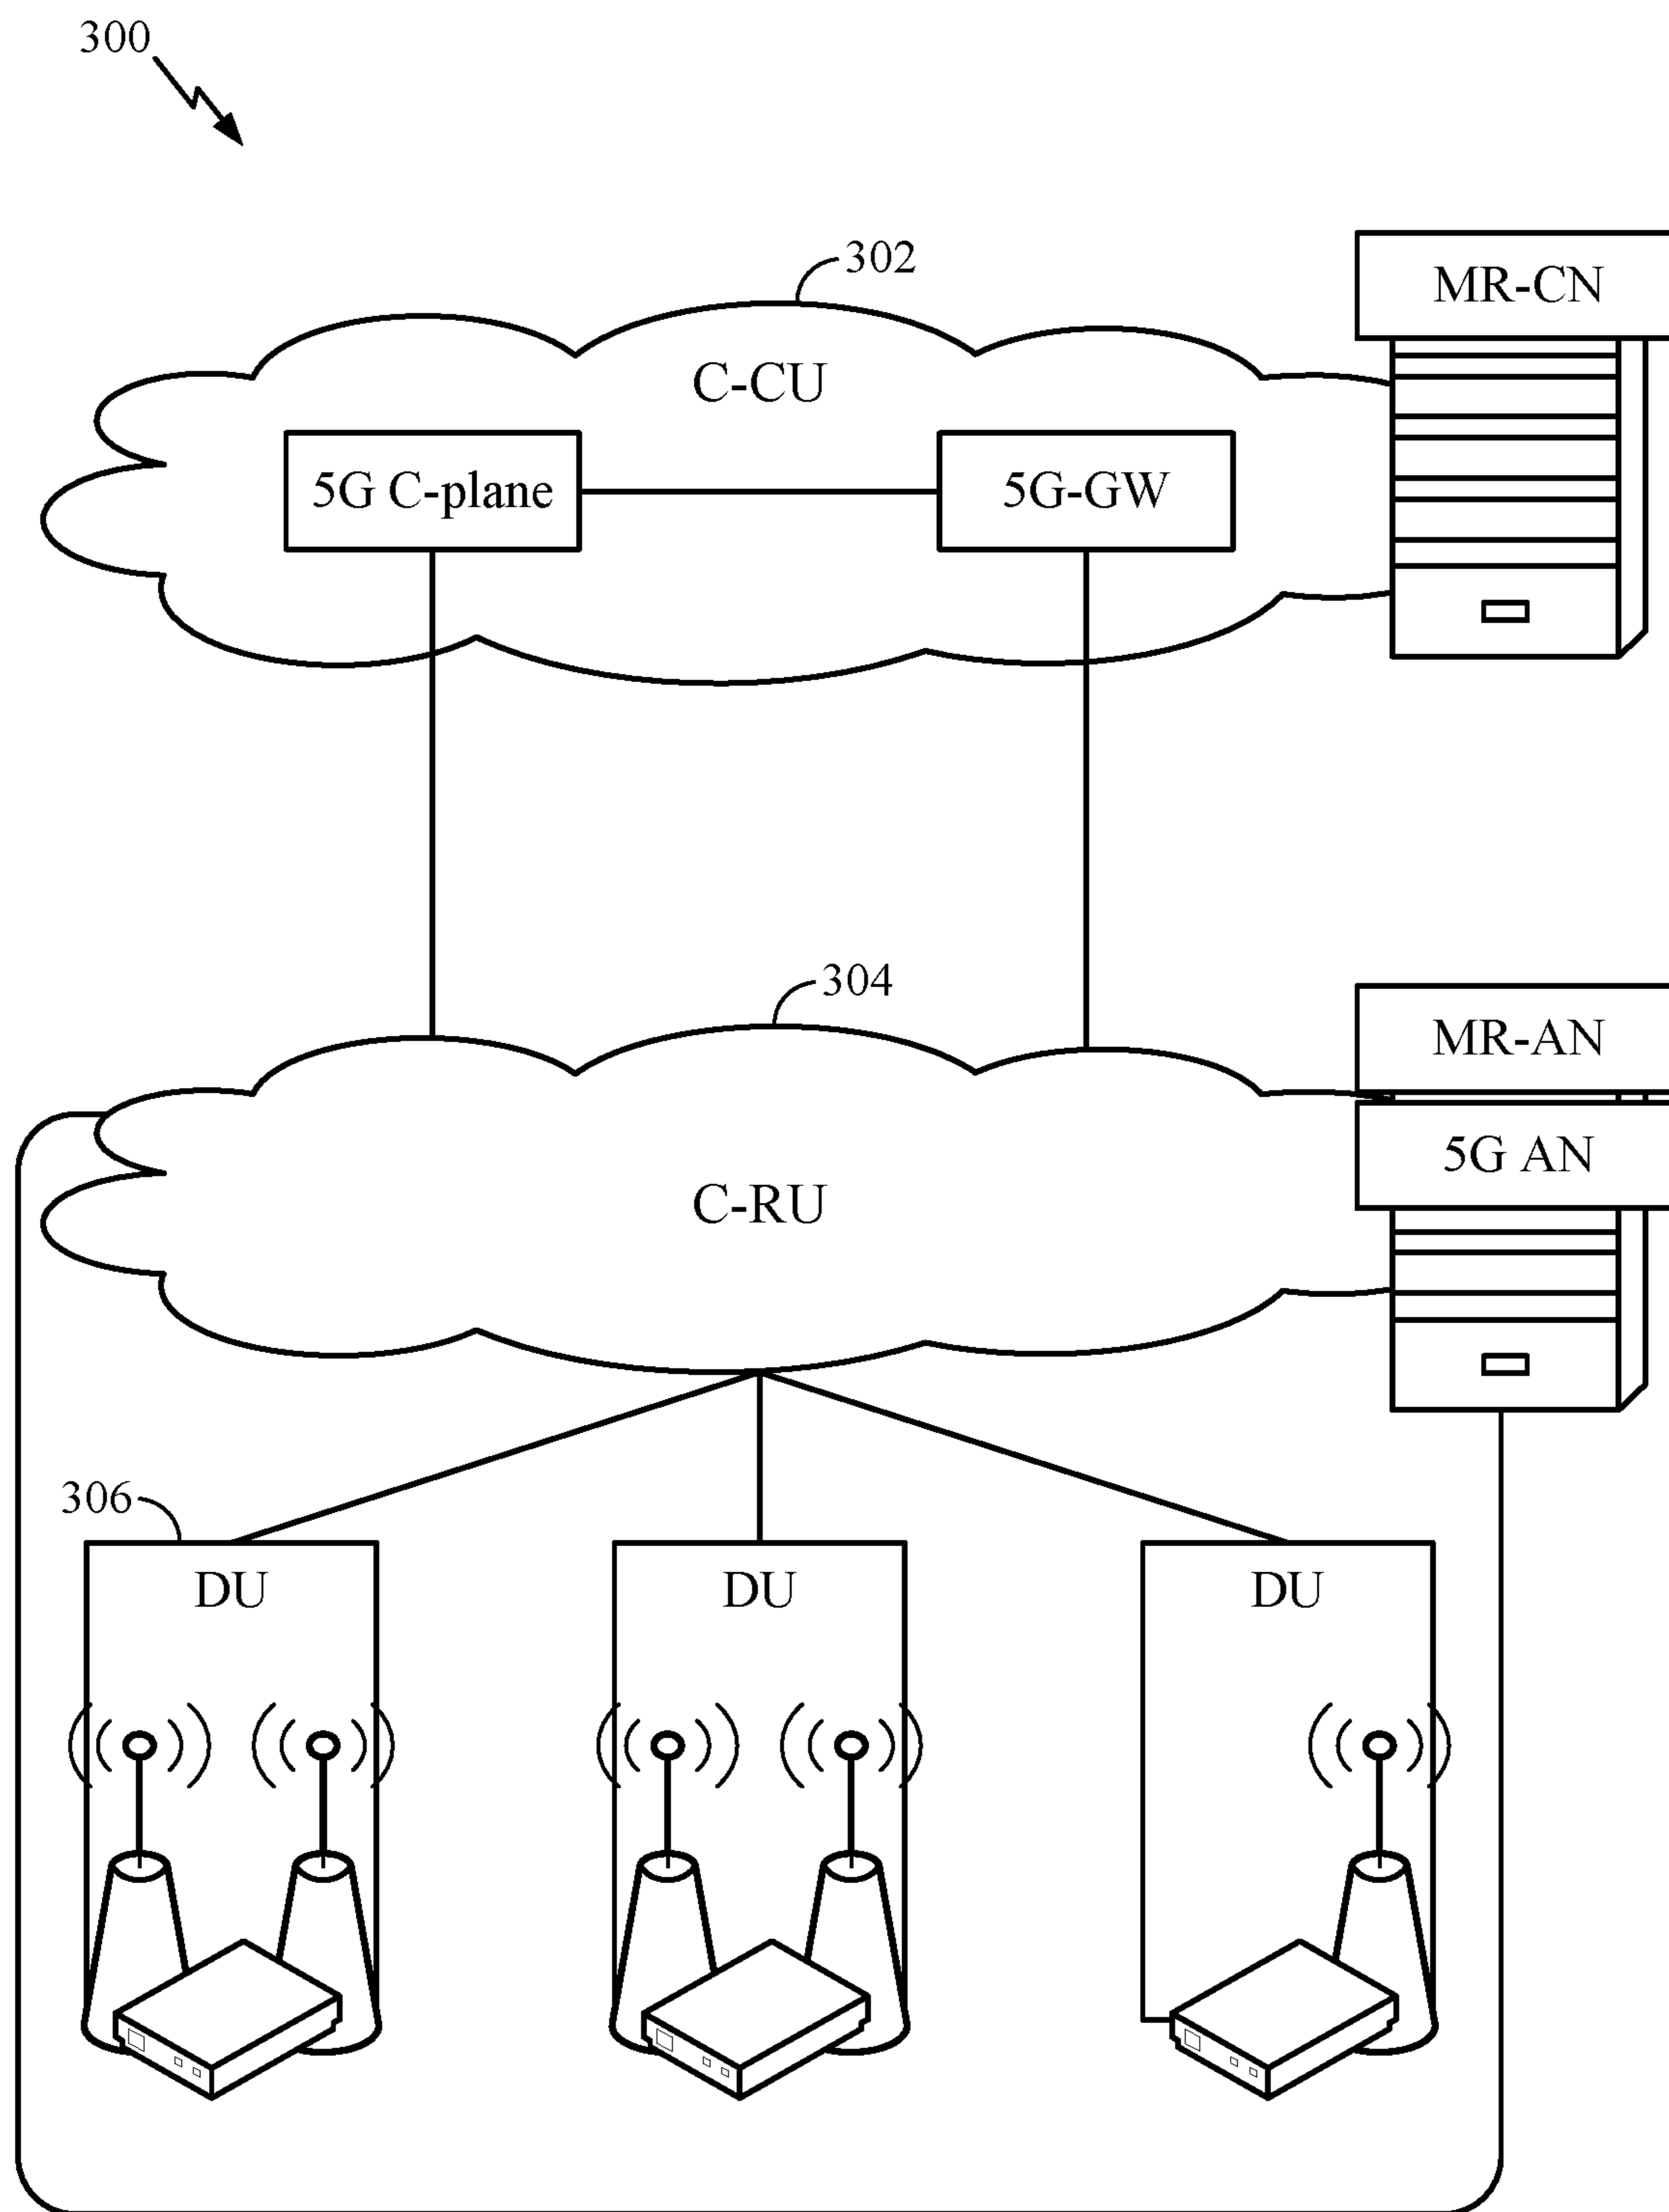 300
302
MR-CN
C-CU
5G C-plane
5G-GW
304
MR-AN
5G AN
C-RU
306
DU
DU
DU